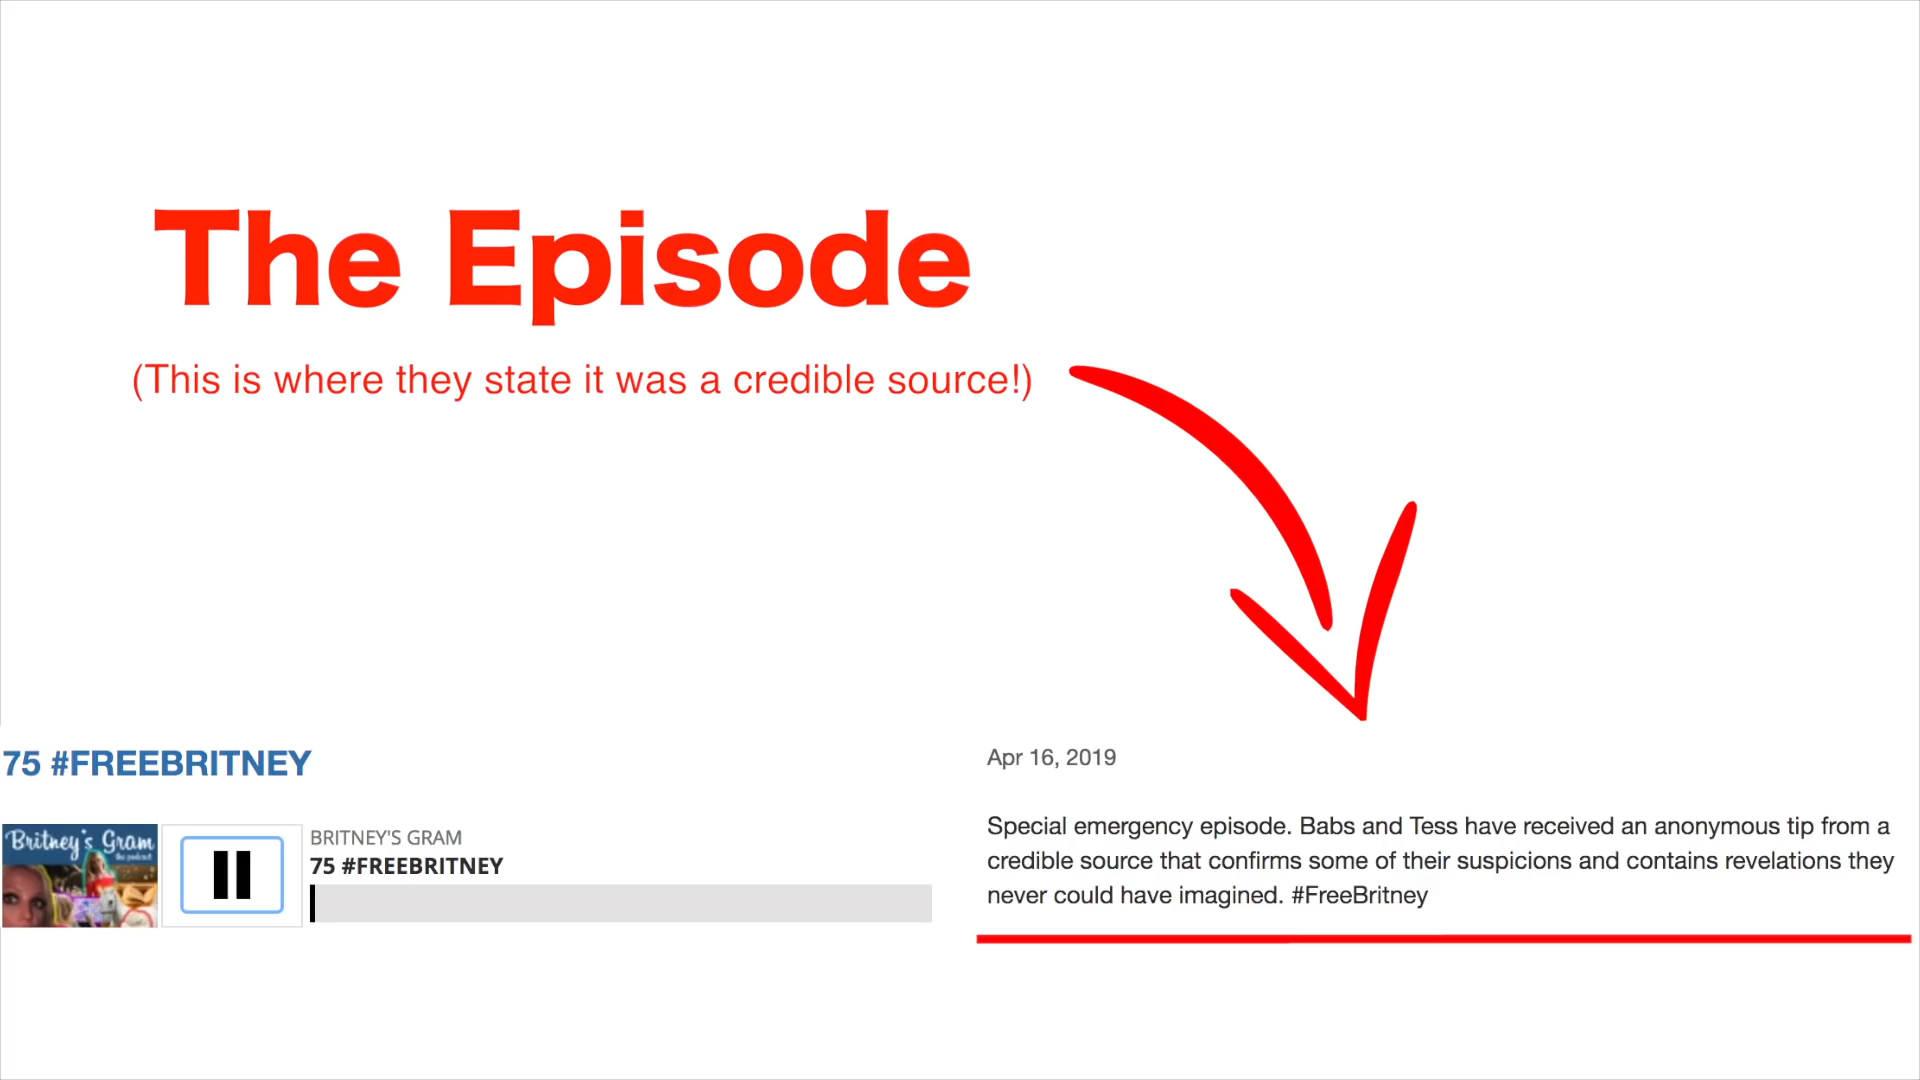 The Episode
(This is where they state it was a credible source!)
75 #FREEBRITNEY
Britney's Gram
the podcast
BRITNEY'S GRAM
75 #FREEBRITNEY
Apr 16, 2019
Special emergency episode. Babs and Tess have received an anonymous tip from a
credible source that confirms some of their suspicions and contains revelations they
never could have imagined. #FreeBritney